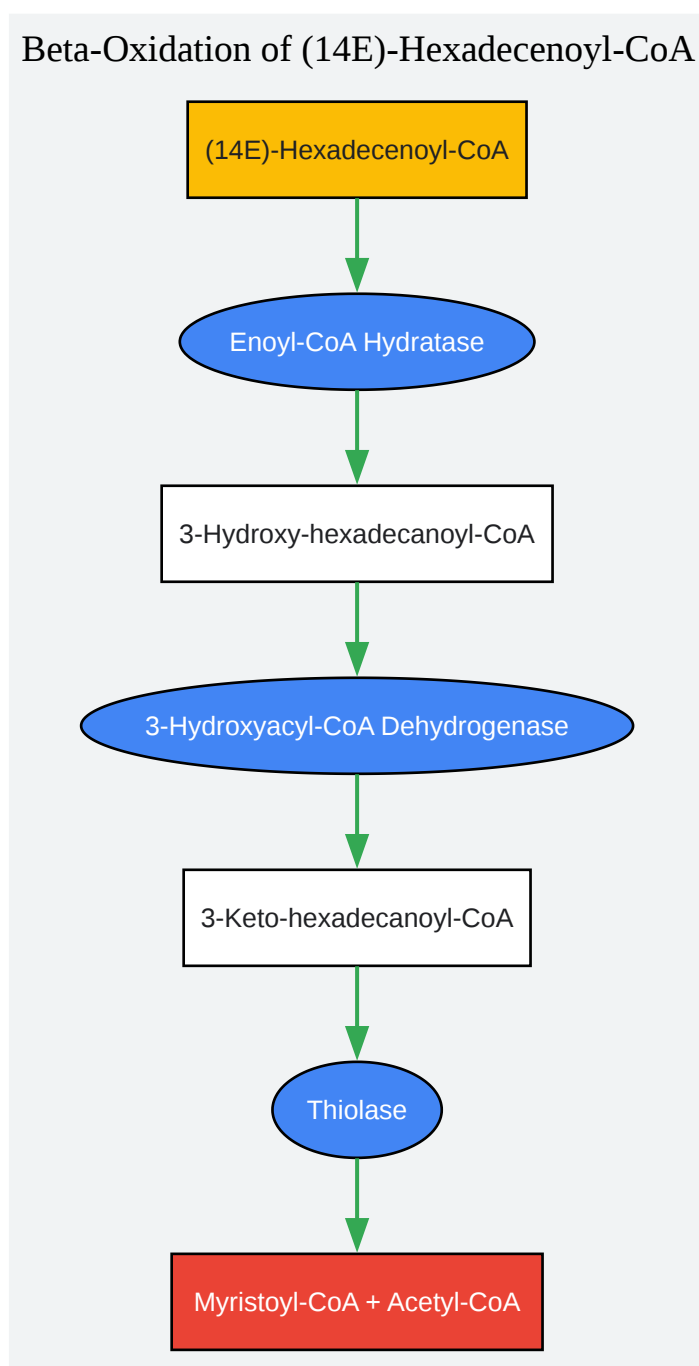 Beta-Oxidation of (14E)-Hexadecenoyl-CoA
(14E)-Hexadecenoyl-CoA
Enoyl-CoA Hydratase
3-Hydroxy-hexadecanoyl-CoA
3-Hydroxyacyl-CoA Dehydrogenase
3-Keto-hexadecanoyl-CoA
Thiolase
Myristoyl-CoA + Acetyl-CoA